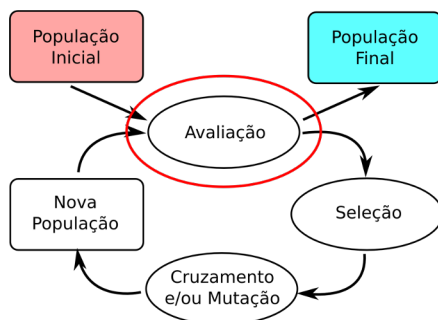 População
Inicial
População
Final
Avaliação
Nova
População
Seleção
Cruzamento
e/ou Mutação